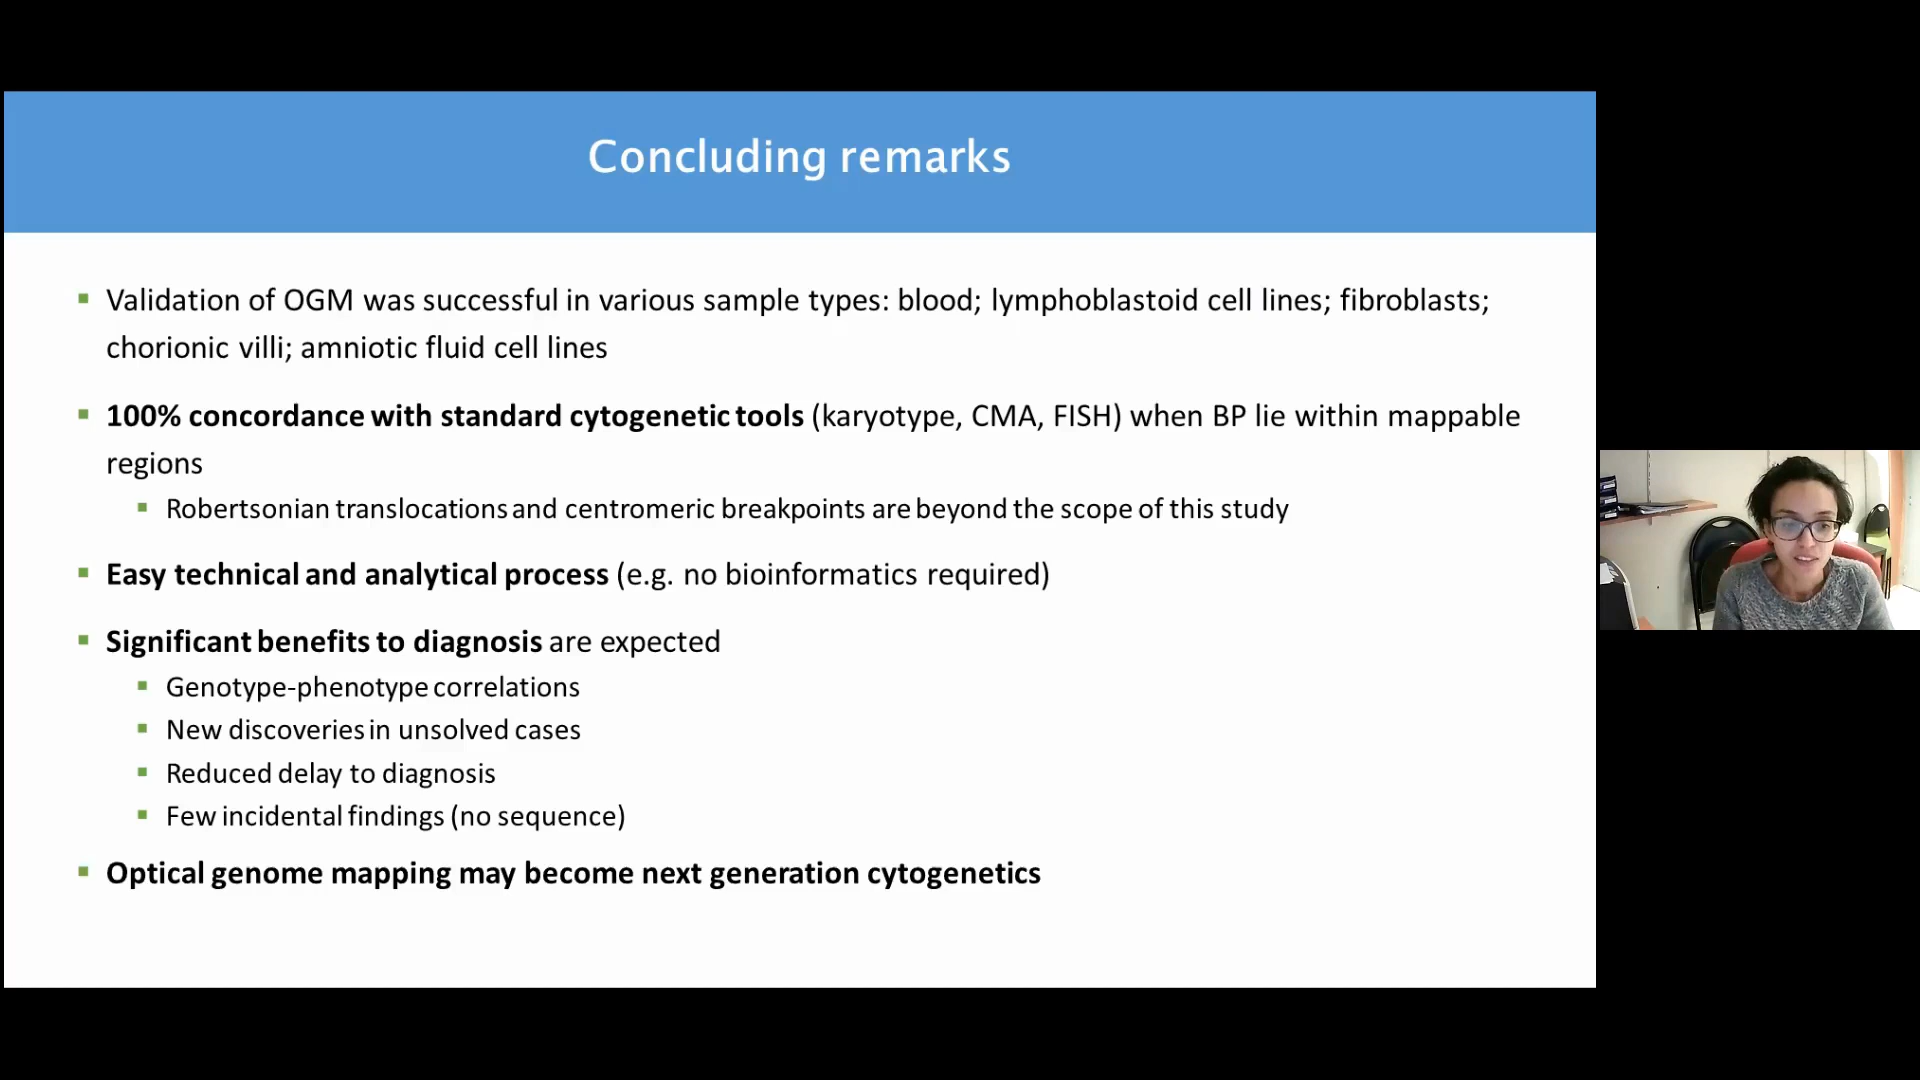 Concluding remarks
Validation of OGM was successful in various sample types: blood; lymphoblastoid cell lines; fibroblasts;
chorionic villi; amniotic fluid cell lines
100% concordance with standard cytogenetic tools (karyotype, CMA, FISH) when BP lie within mappable
regions
Robertsonian translocations and centromeric breakpoints are beyond the scope of this study
Easy technical and analytical process (e.g. no bioinformatics required)
Significant benefits to diagnosis are expected
Genotype-phenotype correlations
New discoveries in unsolved cases
Reduced delay to diagnosis
Few incidental findings (no sequence)
Optical genome mapping may become next generation cytogenetics